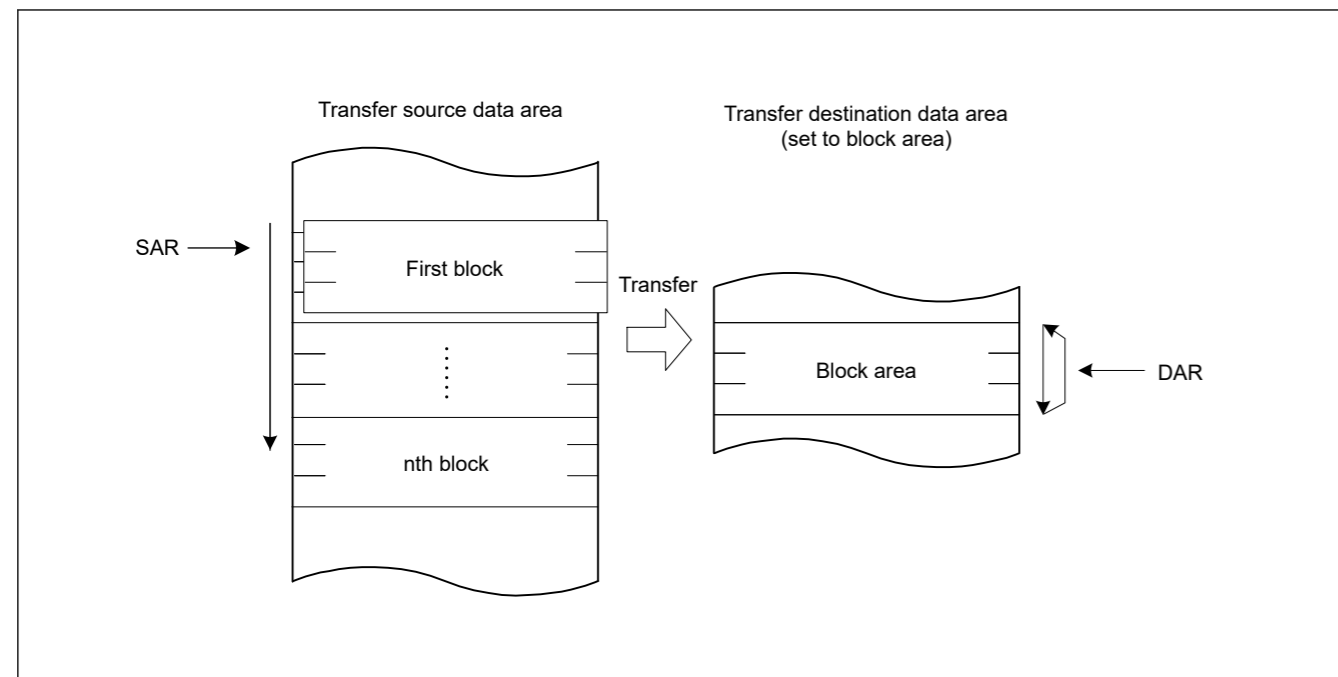 Transfer source data area
Transfer destination data area
(set to block area)
SAR
First block
Transfer
Block area
DAR
nth block